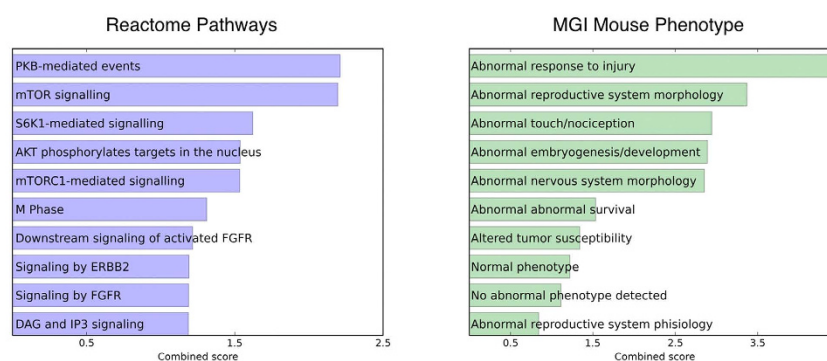 Reactome Pathways
PKB-mediated events
mTOR signalling
S6K1-mediated signalling
AKT phosphorylates targets in the nucleus
mTORC1-mediated signalling
M Phase
Downstream signaling of activated FGFR
Signaling by ERBB2
Signaling by FGFR
DAG and IP3 signaling
0.5 1.5 2.5
Combined score
MGI Mouse Phenotype
Abnormal response to injury
Abnormal reproductive system morphology
Abnormal touch/nociception
Abnormal embryogenesis/development
Abnormal nervous system morphology
Abnormal abnormal survival
Altered tumor susceptibility
Normal phenotype
No abnormal phenotype detected
Abnormal reproductive system phisiology
0.5 1.5 2.5 3.5 4.5
Combined score